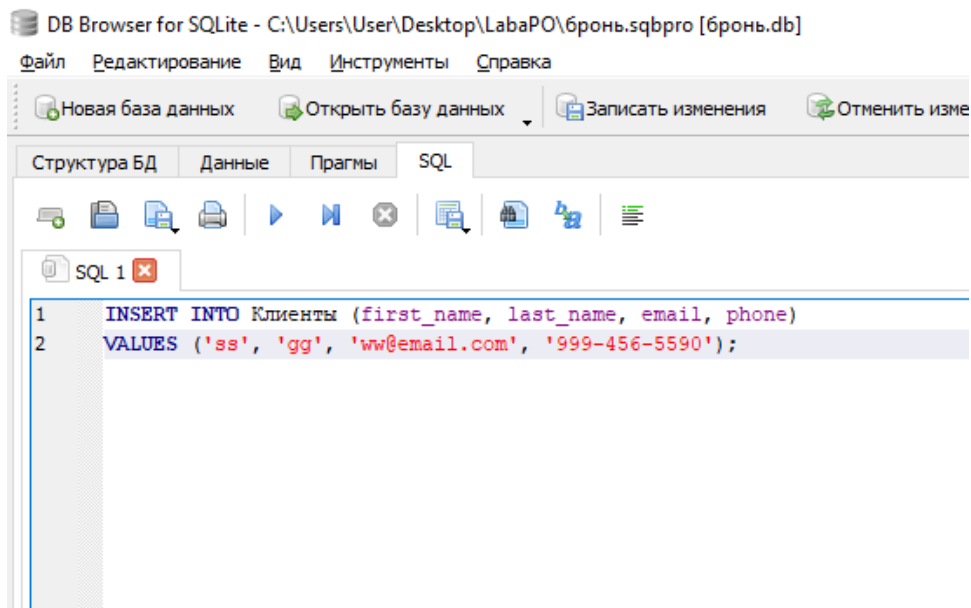 DB Browser for SQLite - C:\Users\User\Desktop\LabaPO\бронь.sqbpro [бронь.db]
Файл Редактирование Вид Инструменты Справка
Новая база данных Открыть базу данных Записать изменения Отменить изме
Структура БД Данные Прагмы SQL
SQL 1
1 INSERT INTO Клиенты (first_name, last_name, email, phone)
2 VALUES ('ss', 'gg', 'ww@email.com', '999-456-5590');